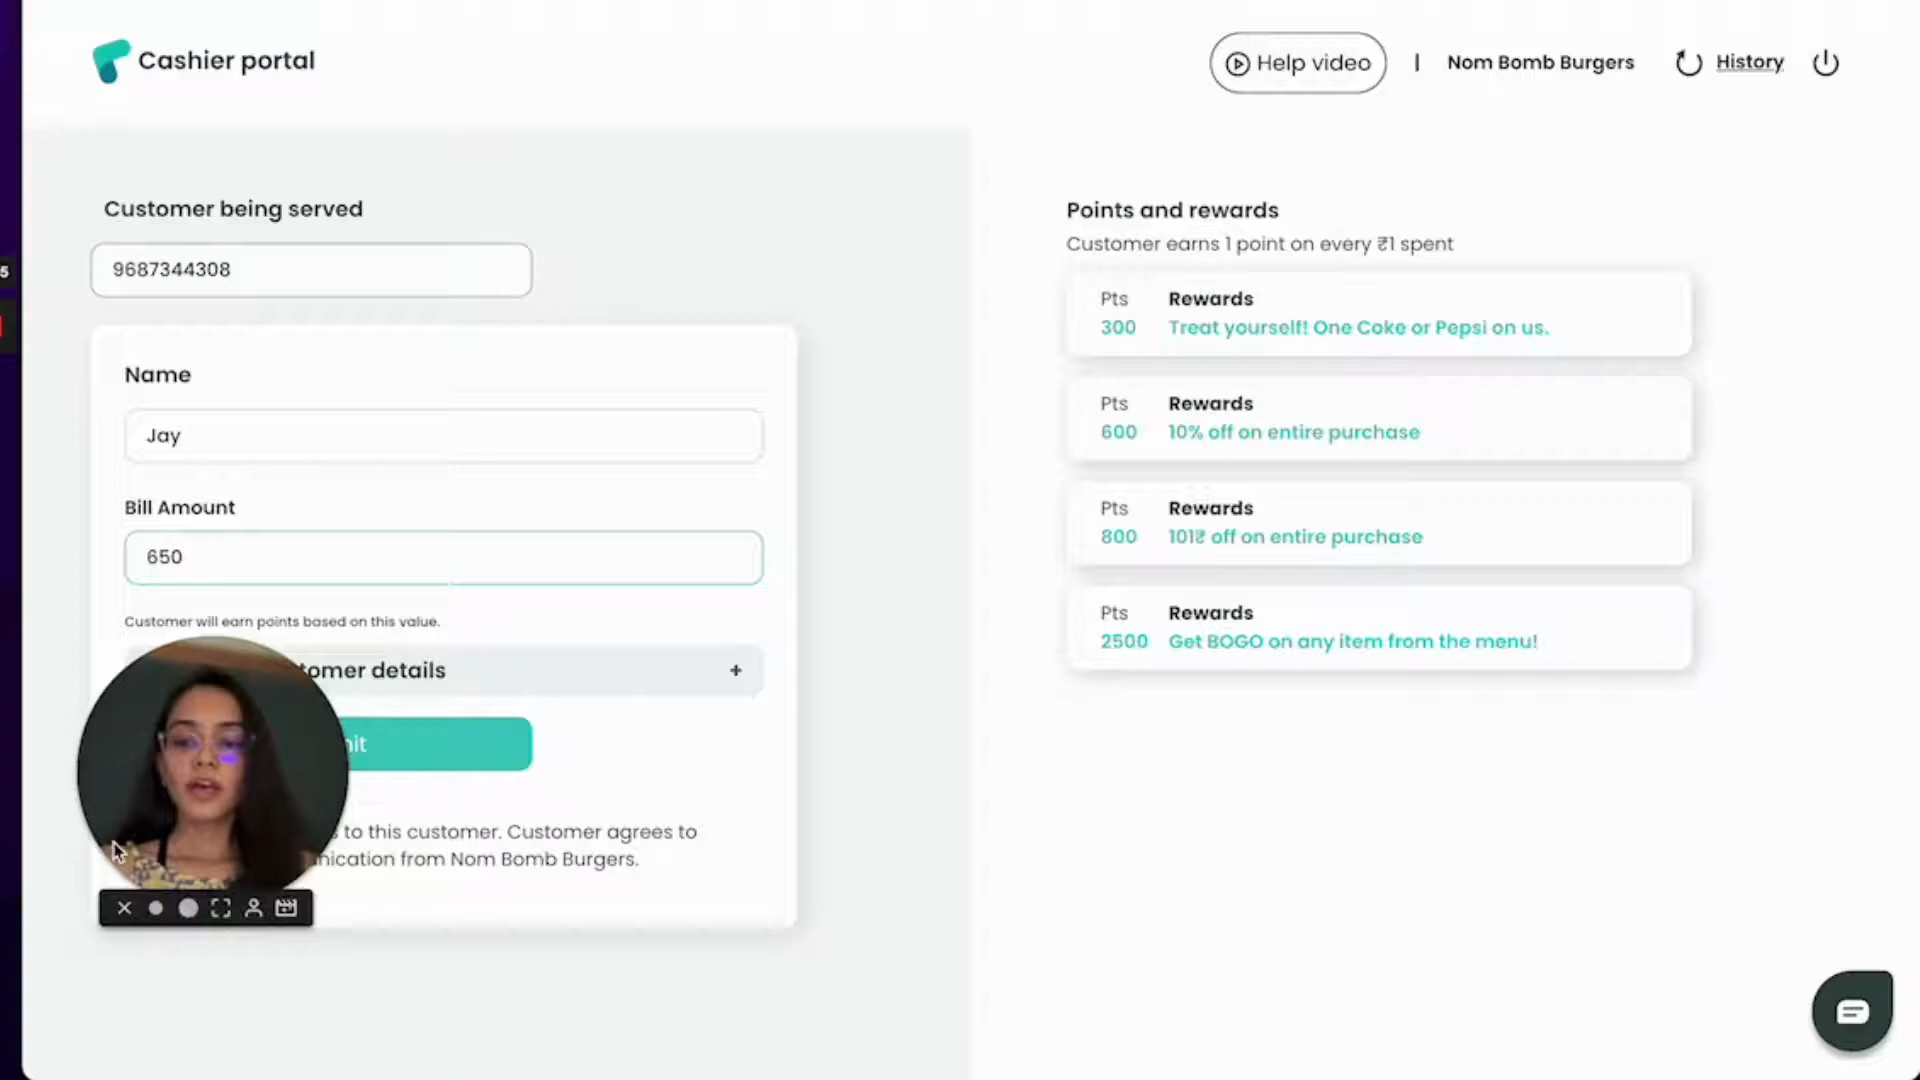 Cashier portal
Help video
|
Nom Bomb Burgers
History
Customer being served
9687344308
Name
Jay
Bill Amount
650
Customer will earn points based on this value.
details
+
to this customer. Customer agrees to
from Nom Bomb Burgers.
Points and rewards
Customer earns 1 point on every ₹1 spent
Pts Rewards
300 Treat yourself! One Coke or Pepsi on us.
Pts Rewards
600 10% off on entire purchase
Pts Rewards
800 101₹ off on entire purchase
Pts Rewards
2500 Get BOGO on any item from the menu!
5